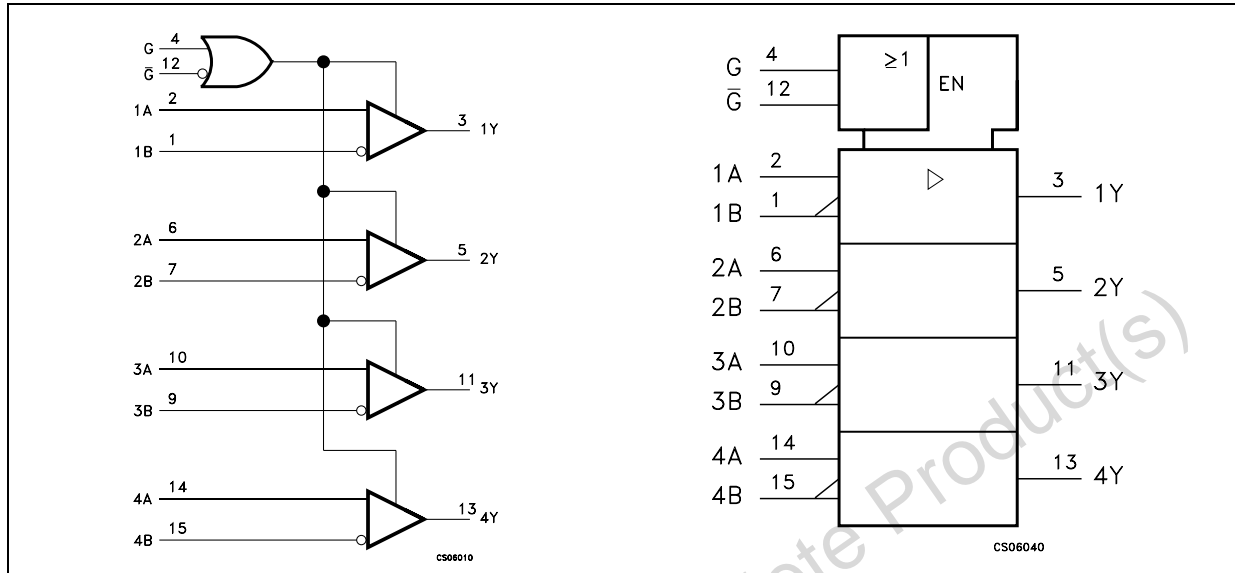 G 4
G̅ 12
1A 2
1B 1
3 1Y
2A 6
2B 7
5 2Y
3A 10
3B 9
11 3Y
4A 14
4B 15
13 4Y
CS06010
G 4
G̅ 12
≥1
EN
1A 2
1B 1
3 1Y
2A 6
2B 7
5 2Y
3A 10
3B 9
11 3Y
4A 14
4B 15
13 4Y
CS06040
Product(s)